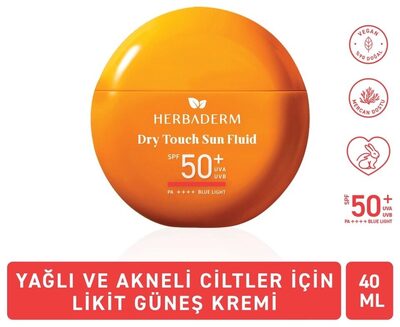 HERBADERM
Dry Touch Sun Fluid
SPF 50+ UVA UVB
PA ++++ BLUE LIGHT
VEGAN
%90 DOĞAL
MERCAN DOSTU
SPF 50+ UVA UVB
PA ++++ BLUE LIGHT
YAĞLI VE AKNELİ CİLTLER İÇİN
LİKİT GÜNEŞ KREMİ
40
ML